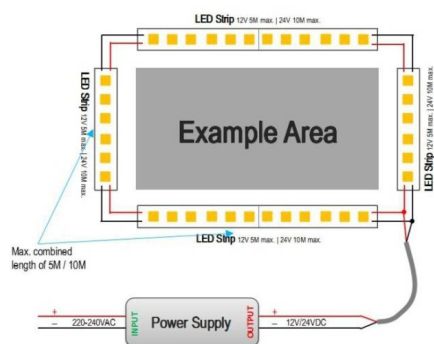 LED Strip 12V 5M max. | 24V 10M max.
LED Strip 12V 5M max. | 24V 10M max.
Example Area
LED Strip 12V 5M max. | 24V 10M max.
LED Strip 12V 5M max. | 24V 10M max.
Max. combined
length of 5M / 10M
+
220-240VAC
–
INPUT
Power Supply
OUTPUT
+
12V/24VDC
–